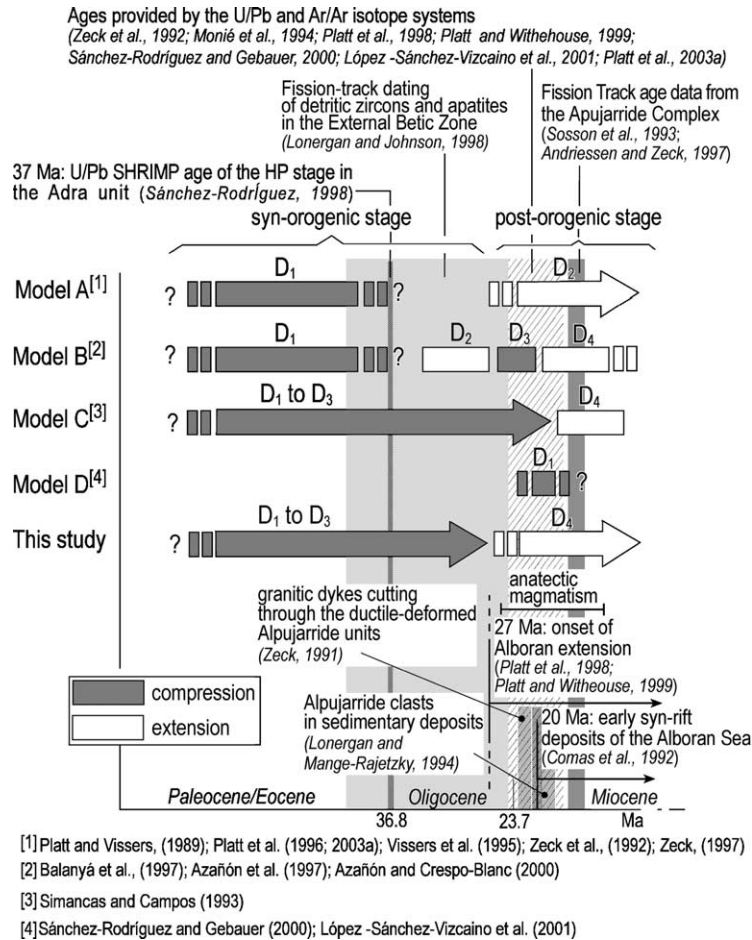 Ages provided by the U/Pb and Ar/Ar isotope systems
(Zeck et al., 1992; Monié et al., 1994; Platt et al., 1998; Platt and Withehouse, 1999;
Sánchez-Rodríguez and Gebauer, 2000; López -Sánchez-Vizcaino et al., 2001; Platt et al., 2003a)
Fission-track dating
of detritic zircons and apatites
in the External Betic Zone
(Lonergan and Johnson, 1998)
Fission Track age data from
the Apujarride Complex
(Sosson et al., 1993;
Andriessen and Zeck, 1997)
37 Ma: U/Pb SHRIMP age of the HP stage in
the Adra unit (Sánchez-Rodríguez, 1998)
syn-orogenic stage
post-orogenic stage
Model A[1]
? D1 ? D2
Model B[2]
? D1 ? D2 D3 D4
Model C[3]
? D1 to D3 D4
Model D[4]
D1 ?
This study
? D1 to D3 D4
granitic dykes cutting
through the ductile-deformed
Alpujarride units
(Zeck, 1991)
anatectic
magmatism
27 Ma: onset of
Alboran extension
(Platt et al., 1998;
Platt and Witheouse, 1999)
compression
extension
Alpujarride clasts
in sedimentary deposits
(Lonergan and
Mange-Rajetzky, 1994)
20 Ma: early syn-rift
deposits of the Alboran Sea
(Comas et al., 1992)
Paleocene/Eocene Oligocene Miocene
36.8 23.7 Ma
[1] Platt and Vissers, (1989); Platt et al. (1996; 2003a); Vissers et al. (1995); Zeck et al., (1992); Zeck, (1997)
[2] Balanyá et al., (1997); Azañón et al. (1997); Azañón and Crespo-Blanc (2000)
[3] Simancas and Campos (1993)
[4] Sánchez-Rodríguez and Gebauer (2000); López -Sánchez-Vizcaino et al. (2001)